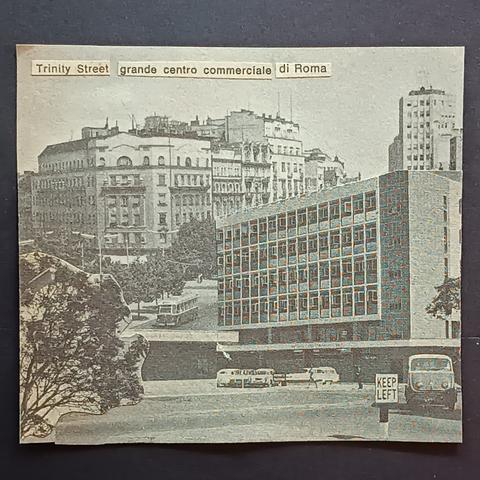 Trinity Street grande centro commerciale di Roma
KEEP
LEFT